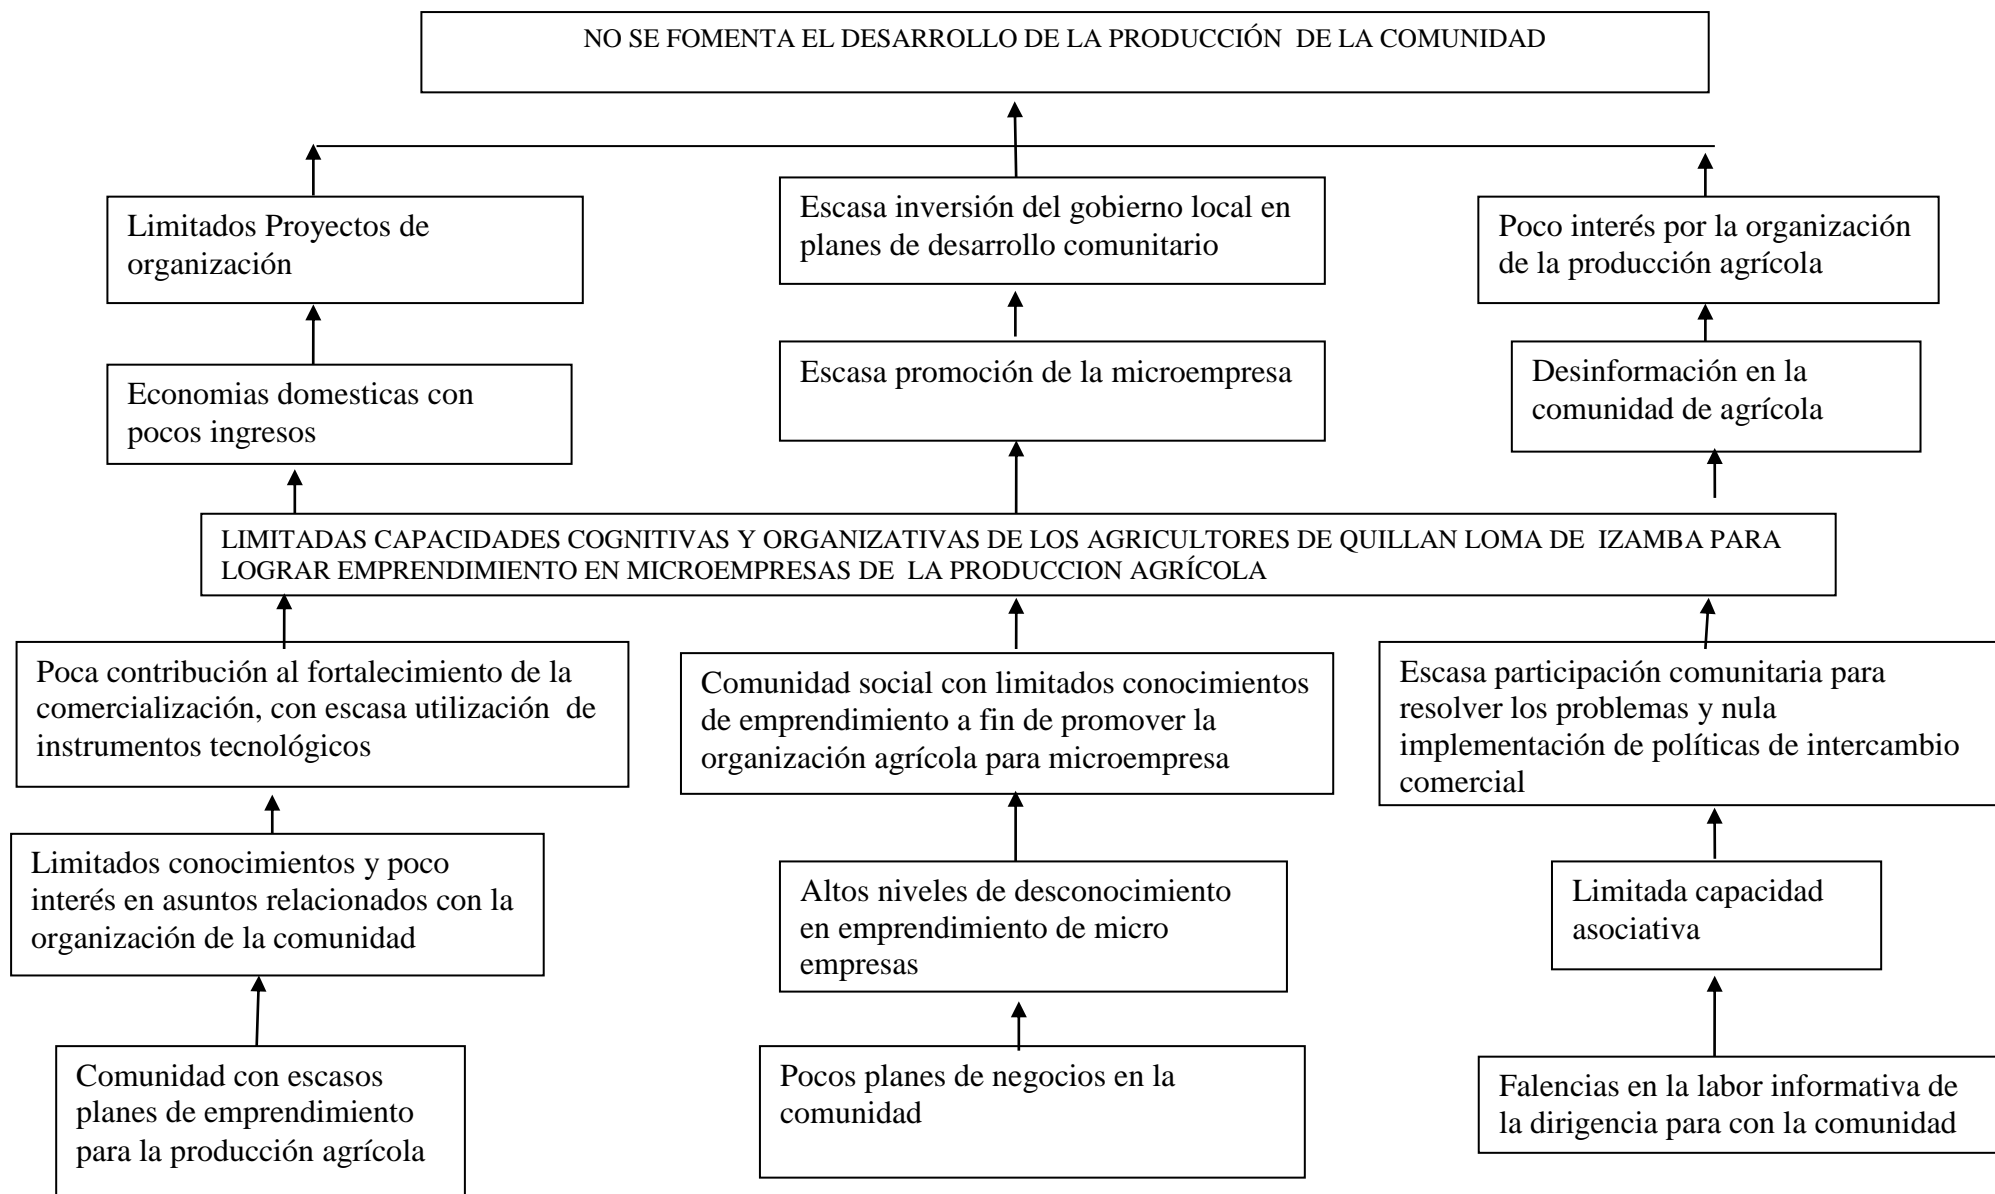 NO SE FOMENTA EL DESARROLLO DE LA PRODUCCIÓN DE LA COMUNIDAD
Limitados Proyectos de
organización
Escasa inversión del gobierno local en
planes de desarrollo comunitario
Poco interés por la organización
de la producción agrícola
Economias domesticas con
pocos ingresos
Escasa promoción de la microempresa
Desinformación en la
comunidad de agrícola
LIMITADAS CAPACIDADES COGNITIVAS Y ORGANIZATIVAS DE LOS AGRICULTORES DE QUILLAN LOMA DE IZAMBA PARA
LOGRAR EMPRENDIMIENTO EN MICROEMPRESAS DE LA PRODUCCION AGRÍCOLA
Poca contribución al fortalecimiento de la
comercialización, con escasa utilización de
instrumentos tecnológicos
Comunidad social con limitados conocimientos
de emprendimiento a fin de promover la
organización agrícola para microempresa
Escasa participación comunitaria para
resolver los problemas y nula
implementación de políticas de intercambio
comercial
Limitados conocimientos y poco
interés en asuntos relacionados con la
organización de la comunidad
Altos niveles de desconocimiento
en emprendimiento de micro
empresas
Limitada capacidad
asociativa
Comunidad con escasos
planes de emprendimiento
para la producción agrícola
Pocos planes de negocios en la
comunidad
Falencias en la labor informativa de
la dirigencia para con la comunidad